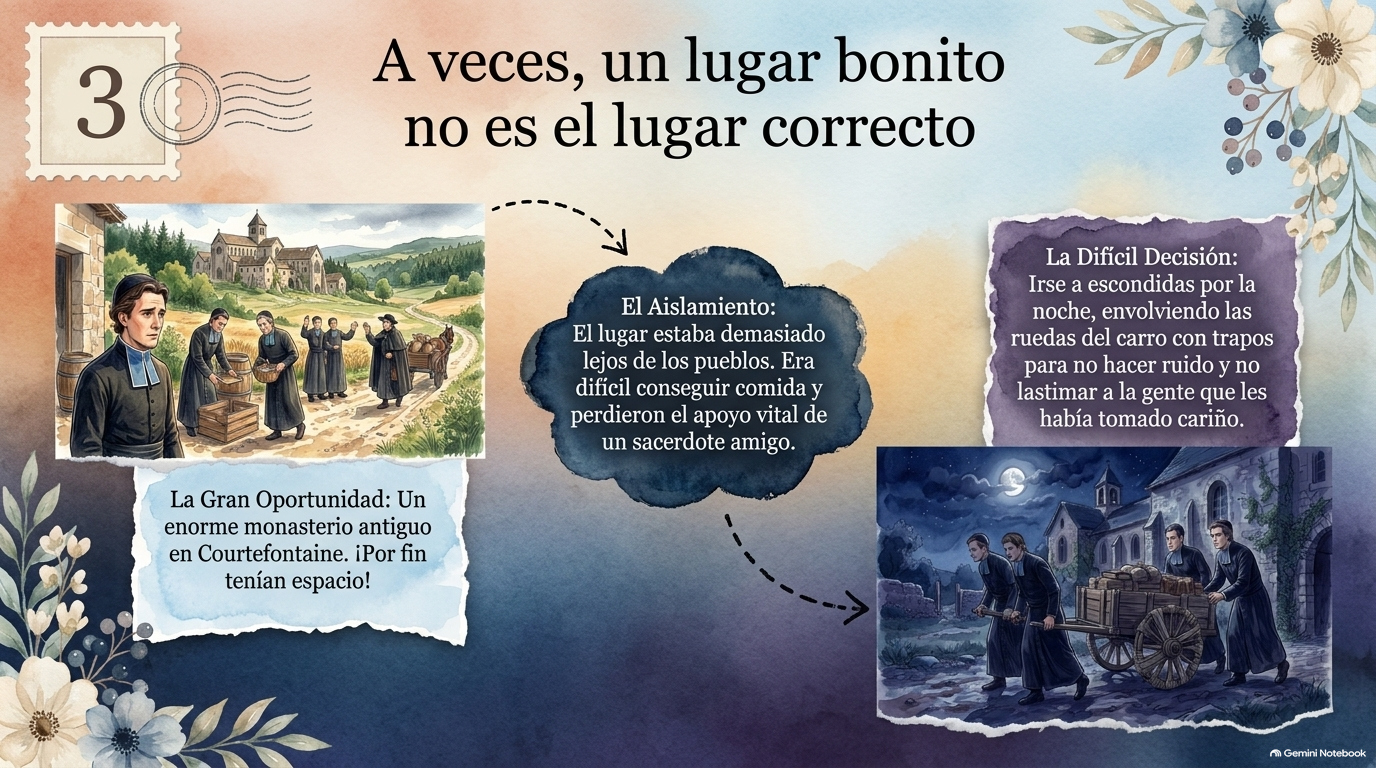 3
A veces, un lugar bonito
no es el lugar correcto
La Gran Oportunidad: Un
enorme monasterio antiguo
en Courtefontaine. ¡Por fin
tenían espacio!
El Aislamiento:
El lugar estaba demasiado
lejos de los pueblos. Era
difícil conseguir comida y
perdieron el apoyo vital de
un sacerdote amigo.
La Difícil Decisión:
Irse a escondidas por la
noche, envolviendo las
ruedas del carro con trapos
para no hacer ruido y no
lastimar a la gente que les
había tomado cariño.
Gemini Notebook